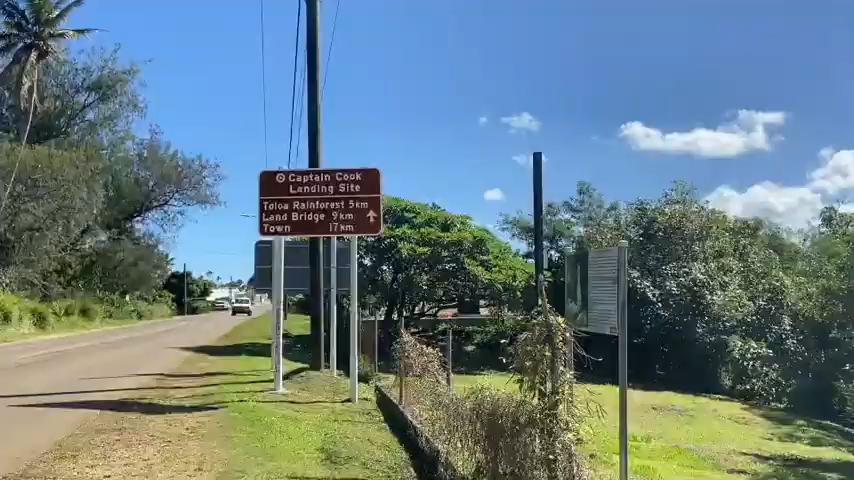 Captain Cook
Landing Site
Toloa Rainforest 5km
Land Bridge 9km
Town 17km